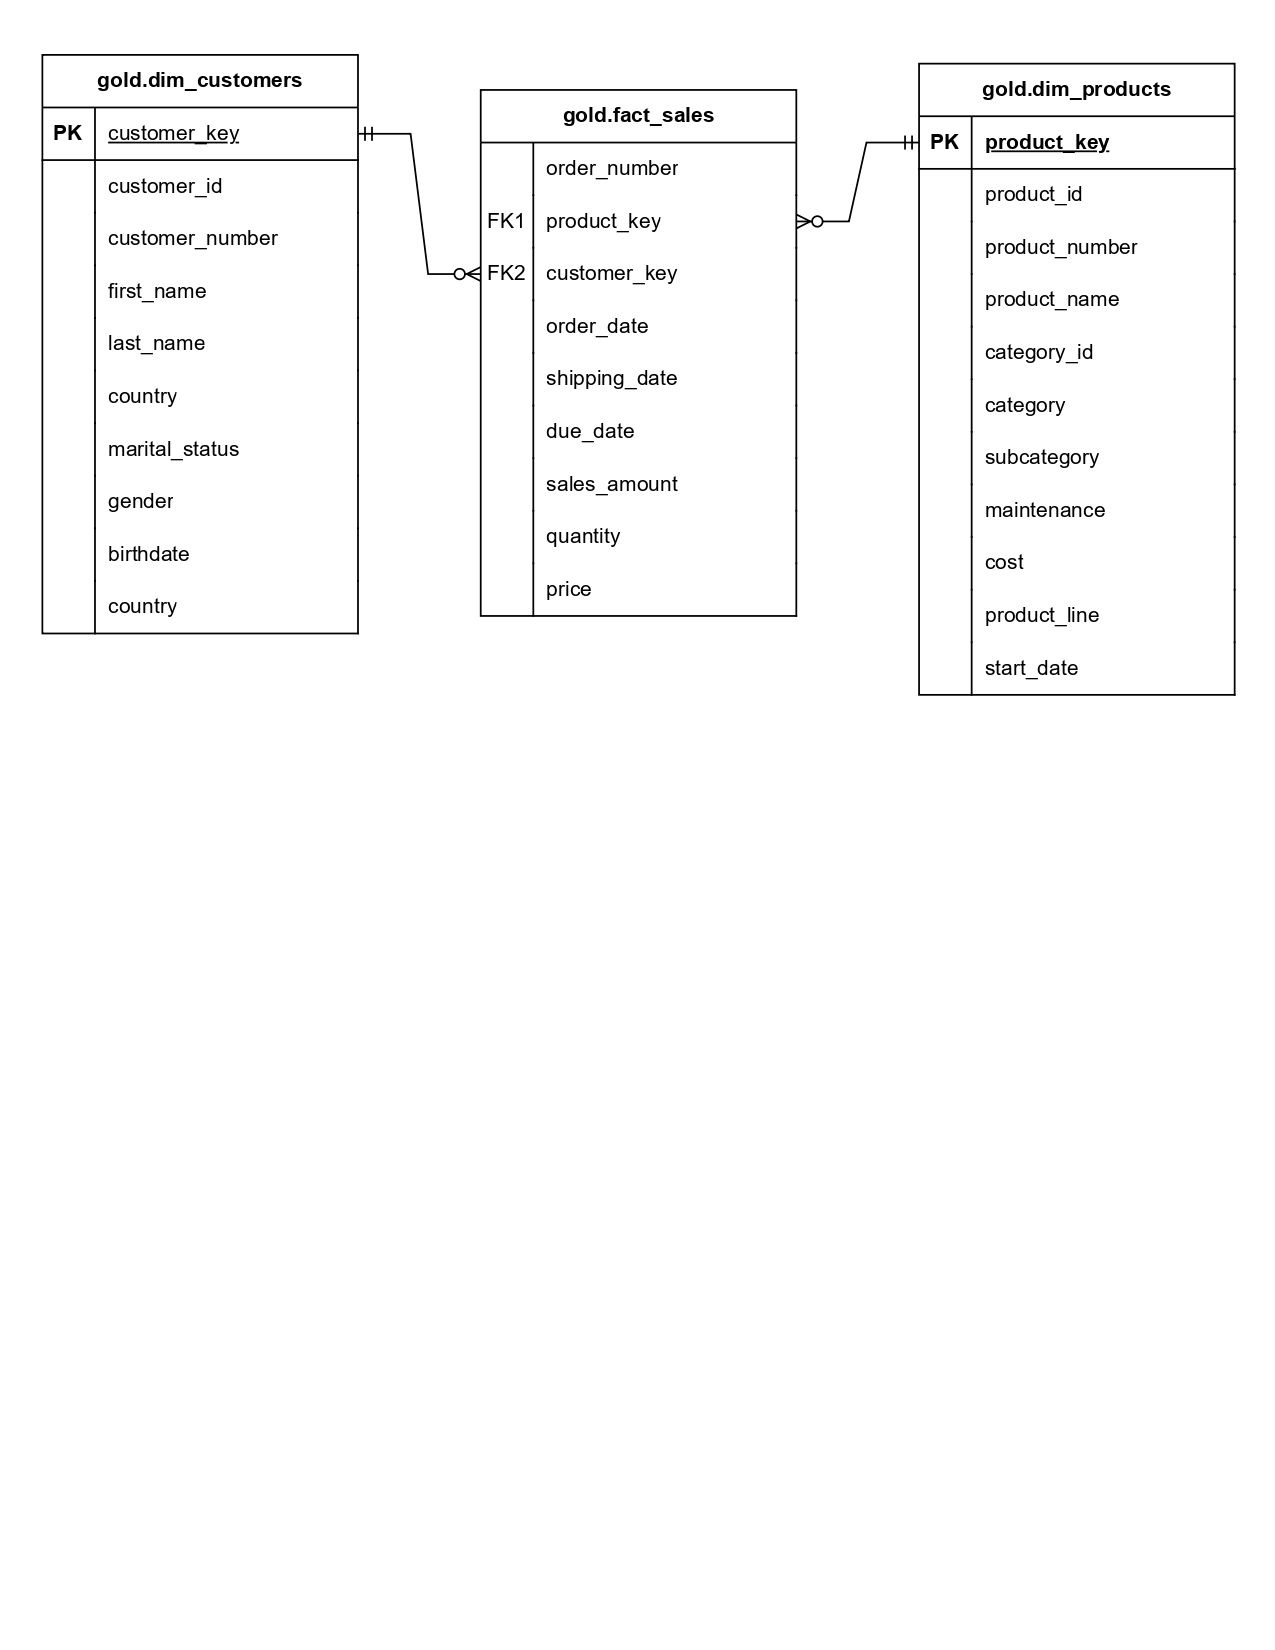 gold.dim_customers
PK customer_key
customer_id
customer_number
first_name
last_name
country
marital_status
gender
birthdate
country
gold.fact_sales
order_number
FK1 product_key
FK2 customer_key
order_date
shipping_date
due_date
sales_amount
quantity
price
gold.dim_products
PK product_key
product_id
product_number
product_name
category_id
category
subcategory
maintenance
cost
product_line
start_date